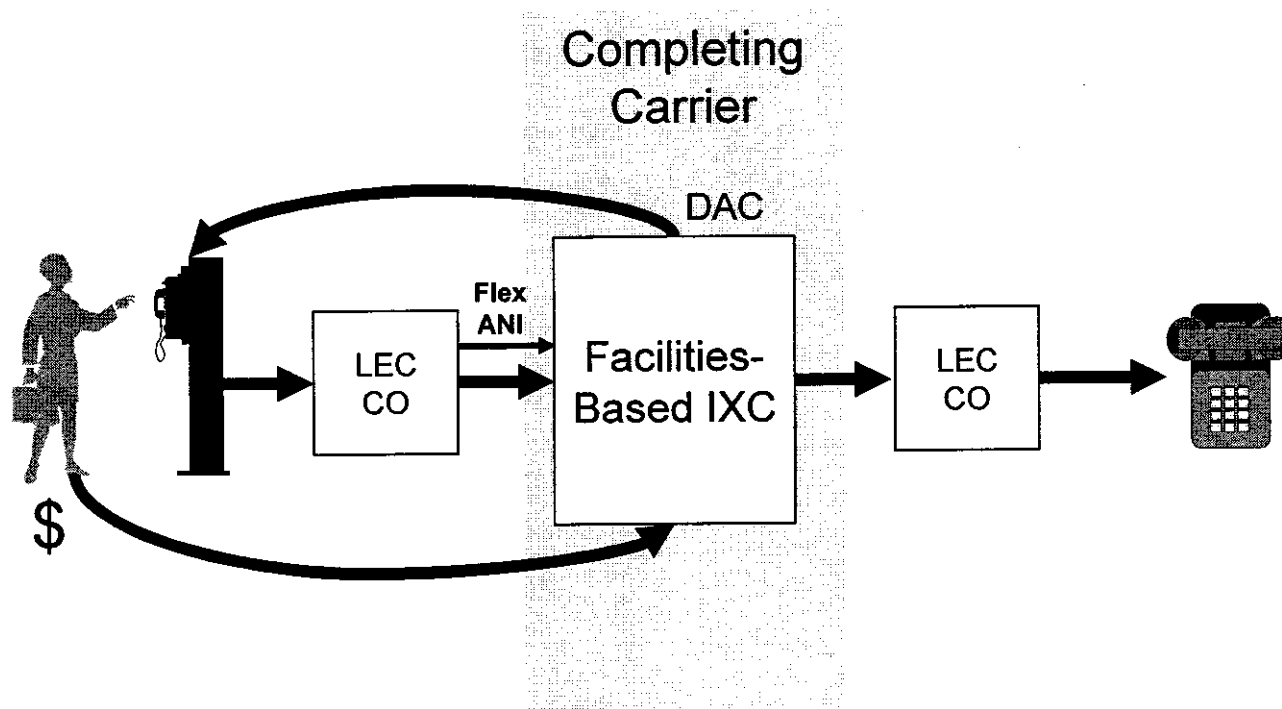 Completing
Carrier
DAC
Flex
ANI
LEC
CO
Facilities-
Based IXC
LEC
CO
$